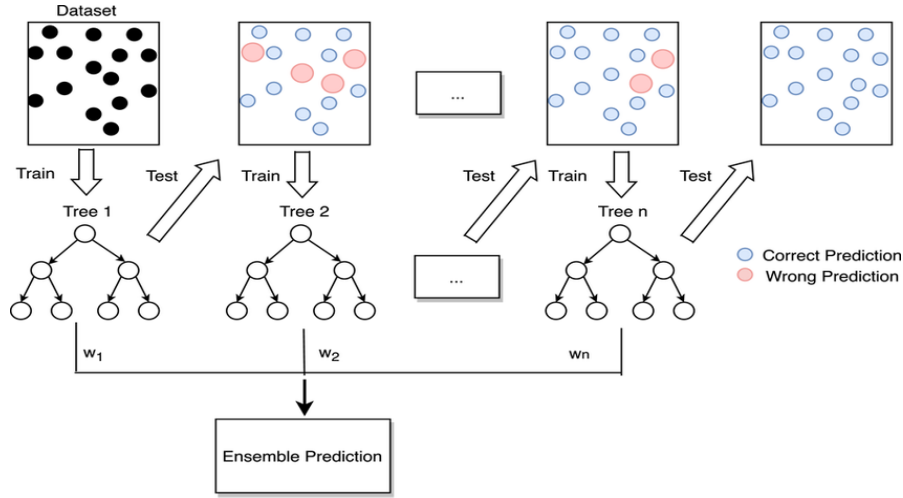 Dataset
...
Train
Test
Train
Test
Train
Test
Tree 1
Tree 2
Tree n
Correct Prediction
Wrong Prediction
...
w1
w2
wn
Ensemble Prediction